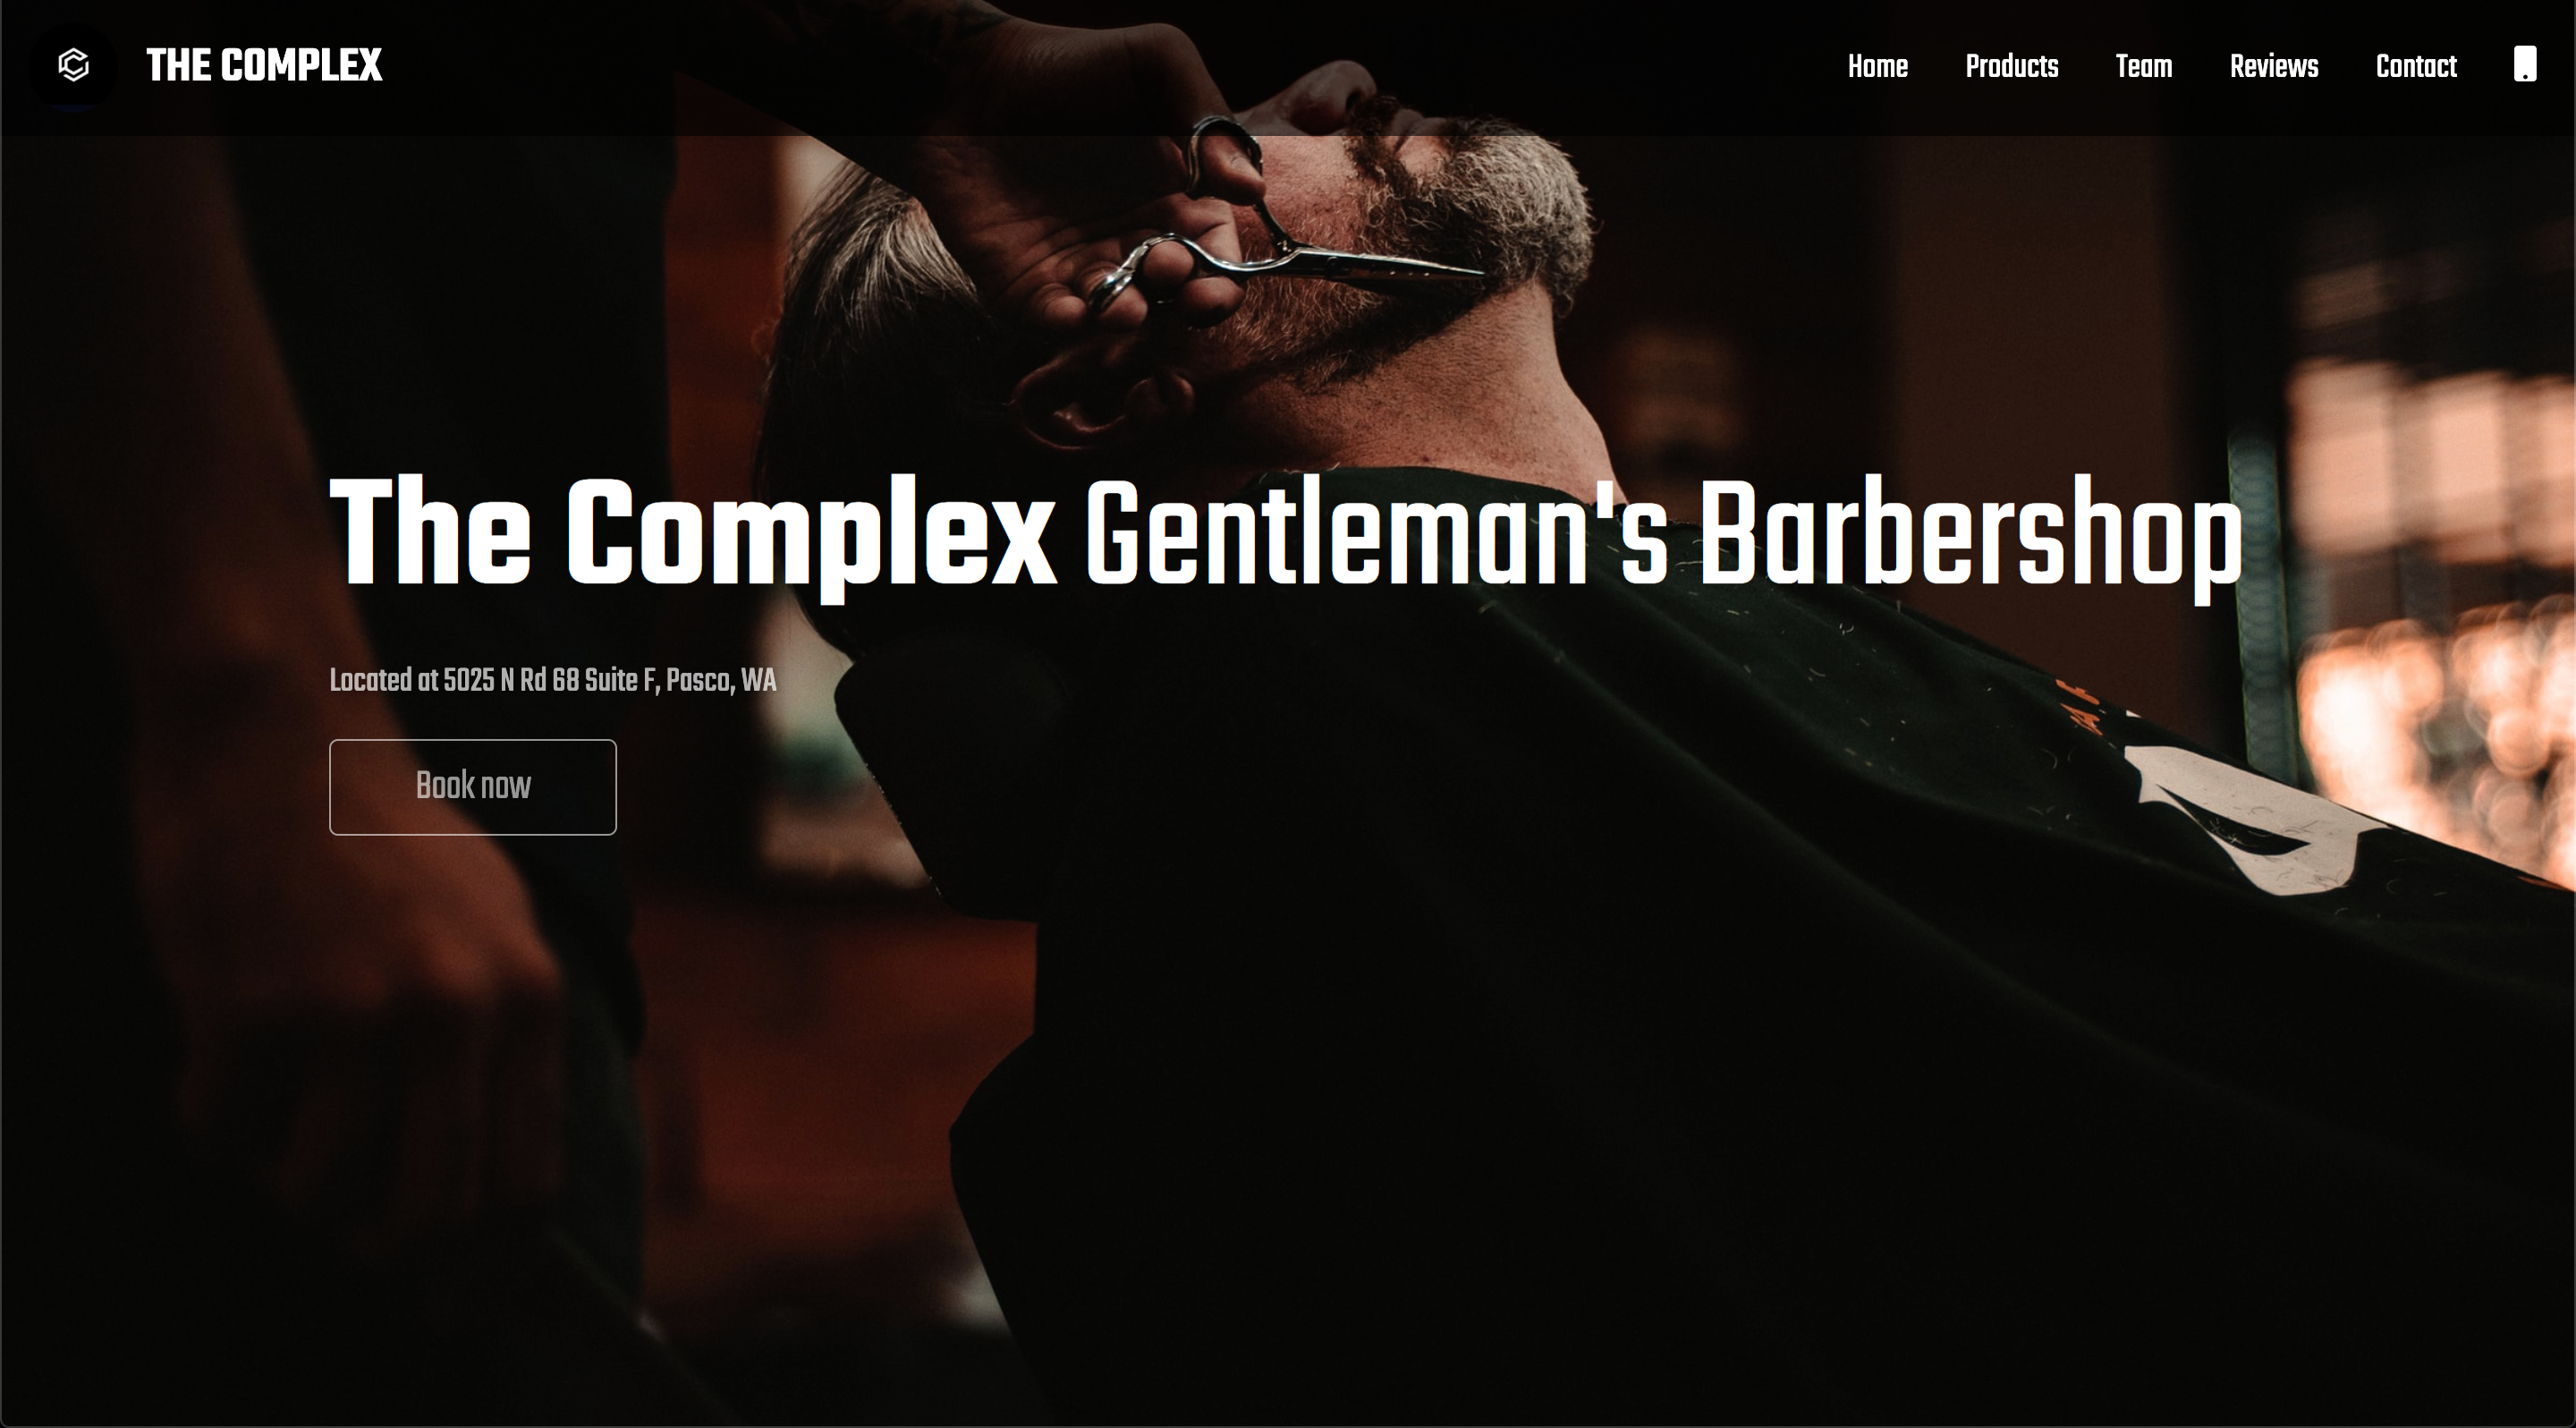 THE COMPLEX
Home Products Team Reviews Contact
The Complex Gentleman's Barbershop
Located at 5025 N Rd 68 Suite F, Pasco, WA
Book now